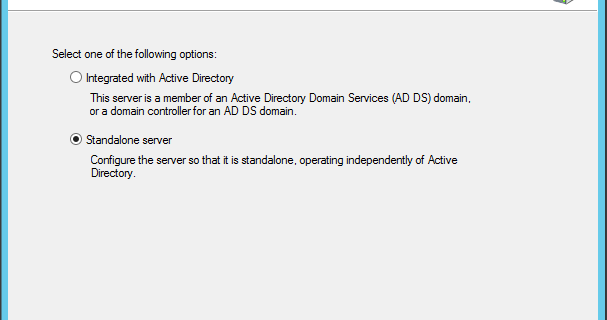 Select one of the following options:
Integrated with Active Directory
This server is a member of an Active Directory Domain Services (AD DS) domain,
or a domain controller for an AD DS domain.
Standalone server
Configure the server so that it is standalone, operating independently of Active
Directory.